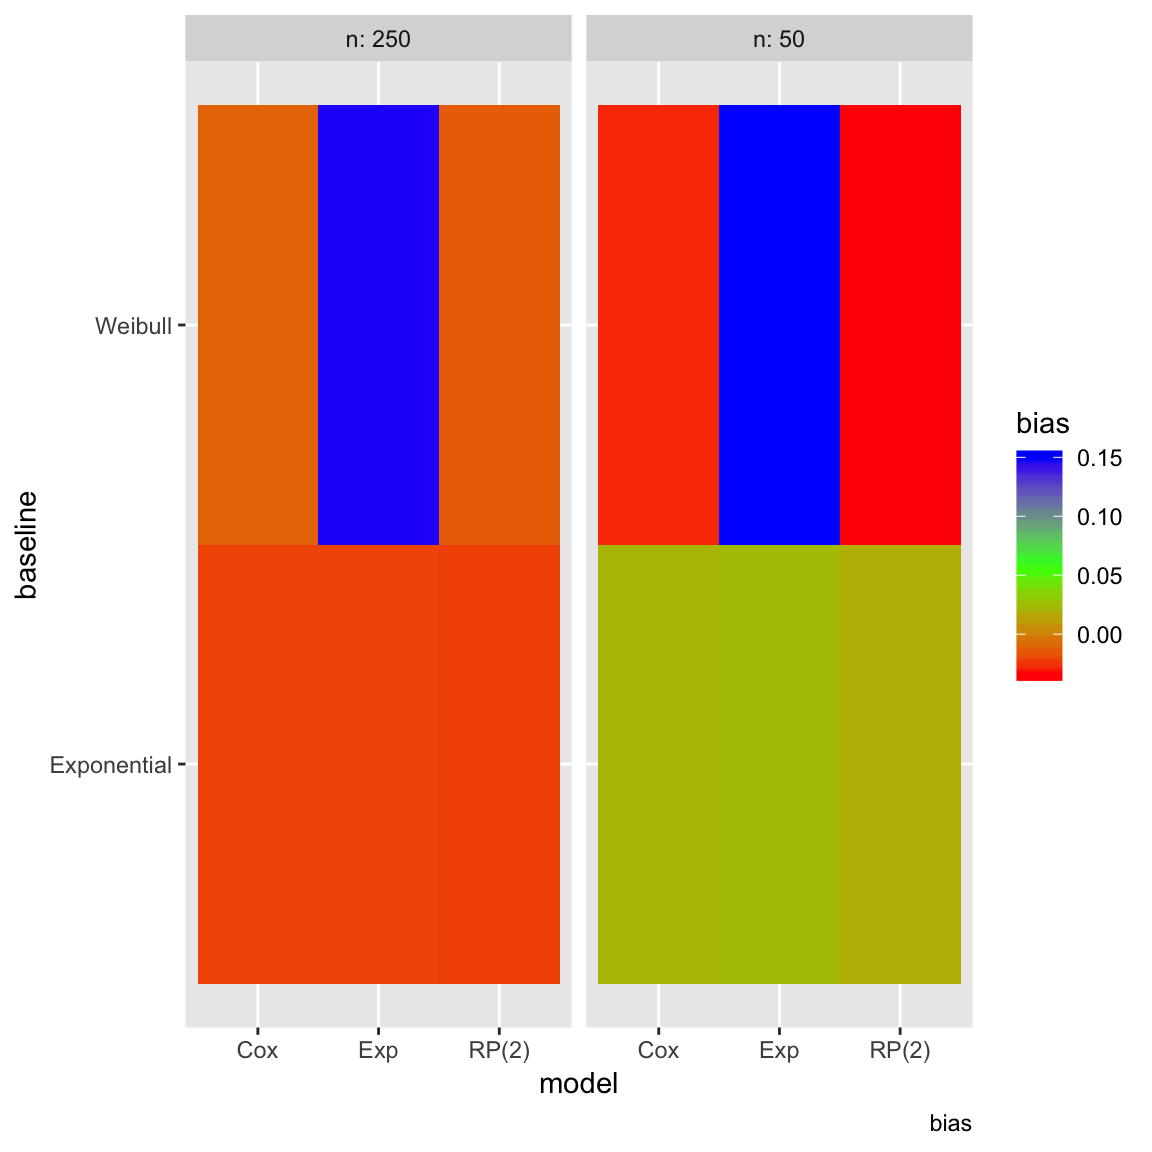 n: 250
n: 50
Weibull
Exponential
baseline
Cox
Exp
RP(2)
Cox
Exp
RP(2)
model
bias
0.15
0.10
0.05
0.00
bias